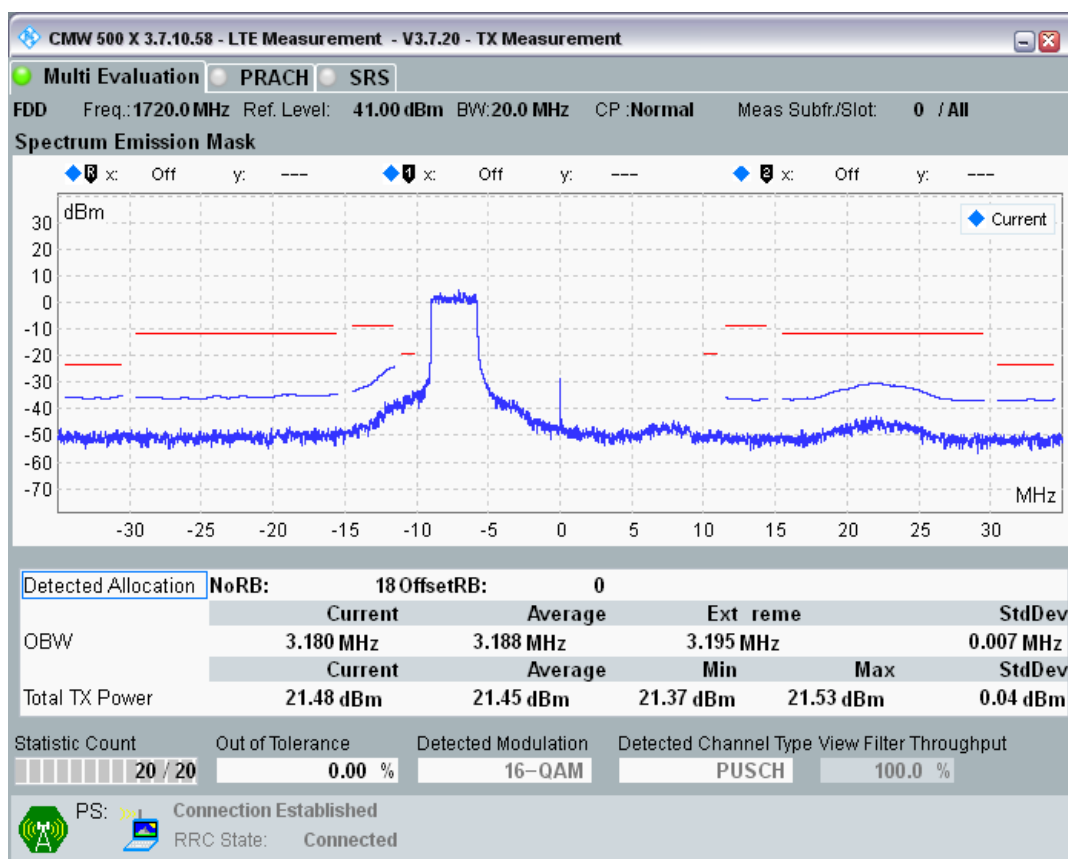 CMW 500 X 3.7.10.58 - LTE Measurement - V3.7.20 - TX Measurement
Multi Evaluation PRACH SRS
FDD Freq.: 1720.0 MHz Ref. Level: 41.00 dBm BW: 20.0 MHz CP : Normal Meas Subfr./Slot: 0 / All
Spectrum Emission Mask
R x: Off y: --- 1 x: Off y: --- 2 x: Off y: ---
dBm
Current
30
20
10
0
-10
-20
-30
-40
-50
-60
-70
MHz
-30 -25 -20 -15 -10 -5 0 5 10 15 20 25 30
Detected Allocation NoRB: 18 OffsetRB: 0
Current Average Ext reme StdDev
OBW 3.180 MHz 3.188 MHz 3.195 MHz 0.007 MHz
Current Average Min Max StdDev
Total TX Power 21.48 dBm 21.45 dBm 21.37 dBm 21.53 dBm 0.04 dBm
Statistic Count Out of Tolerance Detected Modulation Detected Channel Type View Filter Throughput
20 / 20 0.00 % 16-QAM PUSCH 100.0 %
PS: Connection Established
RRC State: Connected